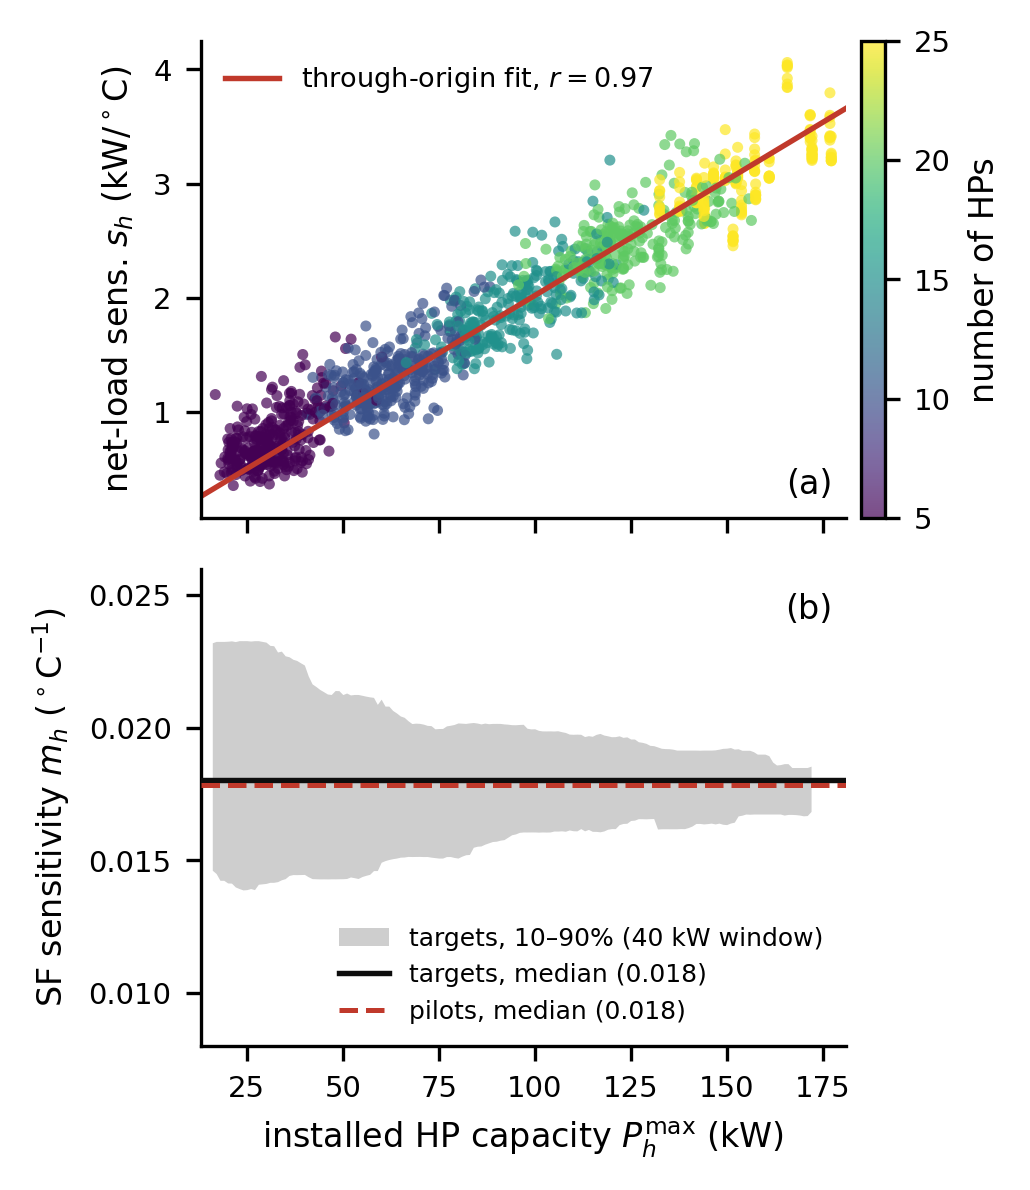 4
3
2
1
net-load sens. s_h (kW/°C)
through-origin fit, r = 0.97
(a)
25
20
15
10
5
number of HPs
0.025
0.020
0.015
0.010
SF sensitivity m_h (°C⁻¹)
(b)
targets, 10–90% (40 kW window)
targets, median (0.018)
pilots, median (0.018)
25 50 75 100 125 150 175
installed HP capacity P_h^max (kW)